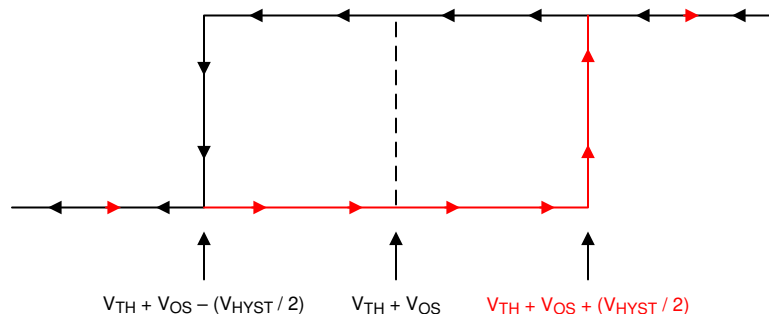 VTH + VOS – (VHYST / 2) VTH + VOS VTH + VOS + (VHYST / 2)